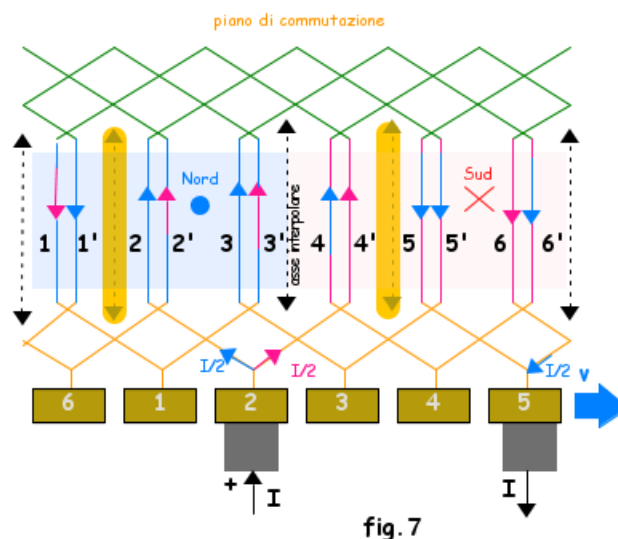 piano di commutazione
Nord
Sud
asse interpolare
1 1' 2 2' 3 3' 4 4' 5 5' 6 6'
I/2 I/2 I/2
v
6 1 2 3 4 5
+ I I
fig.7